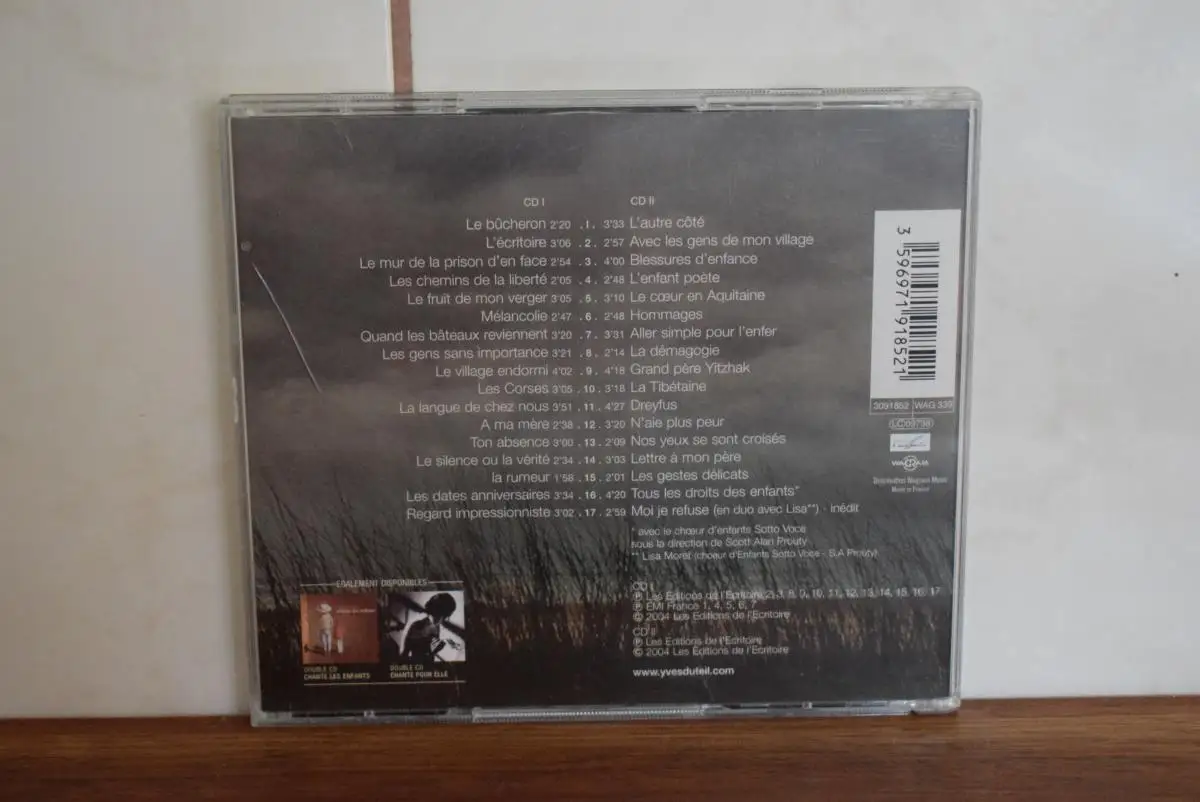 CD I CD II
Le bûcheron 2'20 .1. 3'33 L'autre côté
L'écritoire 3'06 .2. 2'57 Avec les gens de mon village
Le mur de la prison d'en face 2'54 .3. 4'00 Blessures d'enfance
Les chemins de la liberté 2'05 .4. 2'48 L'enfant poète
Le fruit de mon verger 3'05 .5. 3'10 Le cœur en Aquitaine
Mélancolie 2'47 .6. 2'48 Hommages
Quand les bâteaux reviennent 3'20 .7. 3'31 Aller simple pour l'enfer
Les gens sans importance 3'21 .8. 2'14 La démagogie
Le village endormi 4'02 .9. 4'18 Grand père Yitzhak
Les Corses 3'05 .10. 3'18 La Tibétaine
La langue de chez nous 3'51 .11. 4'27 Dreyfus
A ma mère 2'38 .12. 3'20 N'aie plus peur
Ton absence 3'00 .13. 2'09 Nos yeux se sont croisés
Le silence ou la vérité 2'34 .14. 3'03 Lettre à mon père
la rumeur 1'58 .15. 2'01 Les gestes délicats
Les dates anniversaires 3'34 .16. 4'20 Tous les droits des enfants*
Regard impressionniste 3'02 .17. 2'59 Moi je refuse (en duo avec Lisa**) - inédit
* avec le chœur d'enfants Sotto Voce
sous la direction de Scott Alan Prouty
** Lisa Moret (choeur d'Enfants Sotto Voce - S.A Prouty)
CD I
℗ Les Editions de l'Ecritoire 2, 3, 8, 9, 10, 11, 12, 13, 14, 15, 16, 17
℗ EMI France 1, 4, 5, 6, 7
© 2004 Les Editions de l'Ecritoire
CD II
℗ Les Editions de l'Ecritoire
© 2004 Les Editions de l'Ecritoire
www.yvesduteil.com
EGALEMENT DISPONIBLES
DOUBLE CD
CHANTE LES ENFANTS
DOUBLE CD
CHANTE POUR ELLE
3 596971 918521
3091852 WAG 339
LC 09798
WAGRAM
Distribution Wagram Music
Made in France